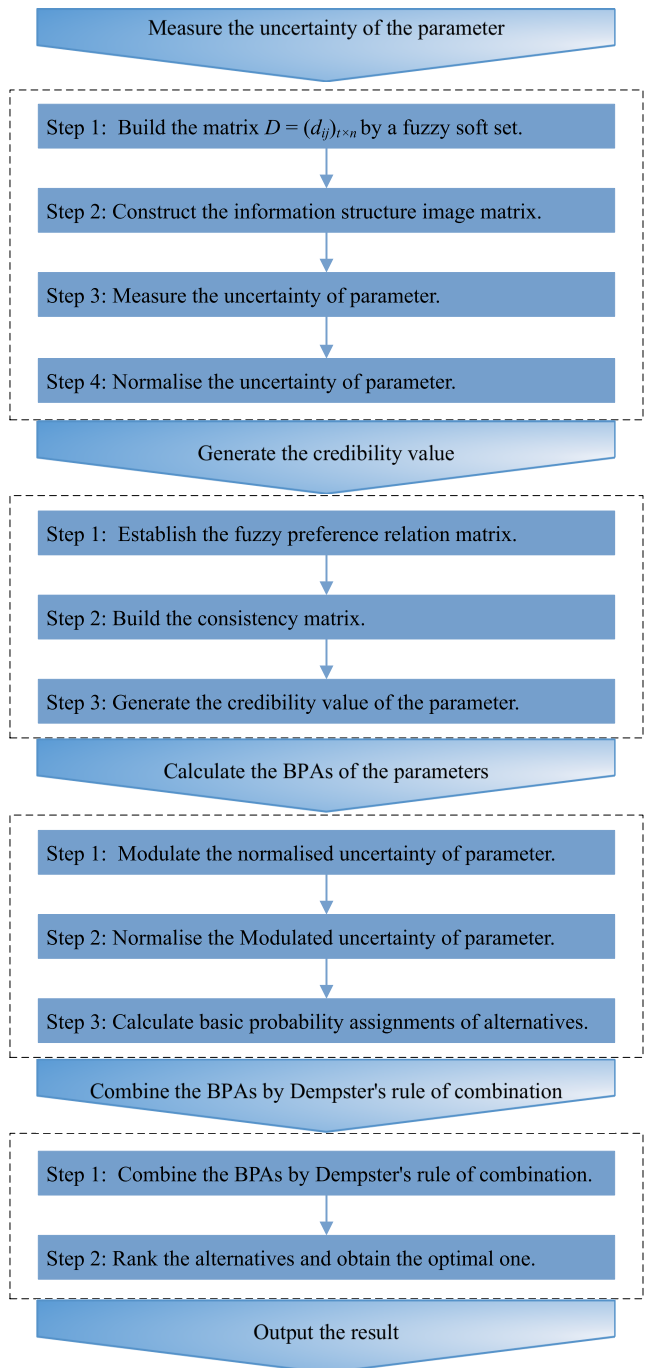 Measure the uncertainty of the parameter
Step 1: Build the matrix D = (d_ij)_t×n by a fuzzy soft set.
Step 2: Construct the information structure image matrix.
Step 3: Measure the uncertainty of parameter.
Step 4: Normalise the uncertainty of parameter.
Generate the credibility value
Step 1: Establish the fuzzy preference relation matrix.
Step 2: Build the consistency matrix.
Step 3: Generate the credibility value of the parameter.
Calculate the BPAs of the parameters
Step 1: Modulate the normalised uncertainty of parameter.
Step 2: Normalise the Modulated uncertainty of parameter.
Step 3: Calculate basic probability assignments of alternatives.
Combine the BPAs by Dempster's rule of combination
Step 1: Combine the BPAs by Dempster's rule of combination.
Step 2: Rank the alternatives and obtain the optimal one.
Output the result